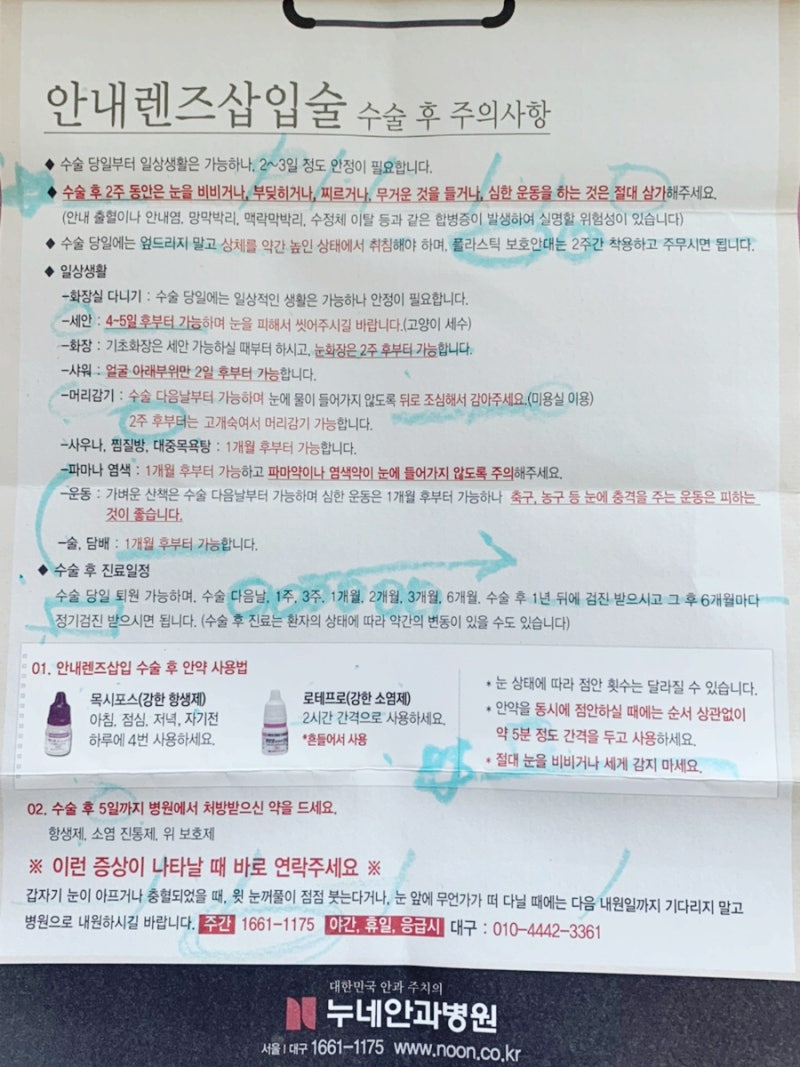 안내렌즈삽입술 수술 후 주의사항
◆ 수술 당일부터 일상생활은 가능하나, 2~3일 정도 안정이 필요합니다.
◆ 수술 후 2주 동안은 눈을 비비거나, 부딪히거나, 찌르거나, 무거운 것을 들거나, 심한 운동을 하는 것은 절대 삼가해주세요.
(안내 출혈이나 안내염, 망막박리, 맥락막박리, 수정체 이탈 등과 같은 합병증이 발생하여 실명할 위험성이 있습니다)
◆ 수술 당일에는 엎드리지 말고 상체를 약간 높인 상태에서 취침해야 하며, 플라스틱 보호안대는 2주간 착용하고 주무시면 됩니다.
◆ 일상생활
-화장실 다니기 : 수술 당일에는 일상적인 생활은 가능하나 안정이 필요합니다.
-세안 : 4-5일 후부터 가능하며 눈을 피해서 씻어주시길 바랍니다.(고양이 세수)
-화장 : 기초화장은 세안 가능하실 때부터 하시고, 눈화장은 2주 후부터 가능합니다.
-샤워 : 얼굴 아래부위만 2일 후부터 가능합니다.
-머리감기 : 수술 다음날부터 가능하며 눈에 물이 들어가지 않도록 뒤로 조심해서 감아주세요.(미용실 이용)
2주 후부터는 고개숙여서 머리감기 가능합니다.
-사우나, 찜질방, 대중목욕탕 : 1개월 후부터 가능합니다.
-파마나 염색 : 1개월 후부터 가능하고 파마약이나 염색약이 눈에 들어가지 않도록 주의해주세요.
-운동 : 가벼운 산책은 수술 다음날부터 가능하며 심한 운동은 1개월 후부터 가능하나 축구, 농구 등 눈에 충격을 주는 운동은 피하는
것이 좋습니다.
-술, 담배 : 1개월 후부터 가능합니다.
◆ 수술 후 진료일정
수술 당일 퇴원 가능하며, 수술 다음날, 1주, 3주, 1개월, 2개월, 3개월, 6개월, 수술 후 1년 뒤에 검진 받으시고 그 후 6개월마다
정기검진 받으시면 됩니다. (수술 후 진료는 환자의 상태에 따라 약간의 변동이 있을 수도 있습니다)
01. 안내렌즈삽입 수술 후 안약 사용법
목시포스(강한 항생제)
아침, 점심, 저녁, 자기전
하루에 4번 사용하세요.
로테프로(강한 소염제)
2시간 간격으로 사용하세요.
*흔들어서 사용
* 눈 상태에 따라 점안 횟수는 달라질 수 있습니다.
* 안약을 동시에 점안하실 때에는 순서 상관없이
약 5분 정도 간격을 두고 사용하세요.
* 절대 눈을 비비거나 세게 감지 마세요.
02. 수술 후 5일까지 병원에서 처방받으신 약을 드세요.
항생제, 소염 진통제, 위 보호제
※ 이런 증상이 나타날 때 바로 연락주세요 ※
갑자기 눈이 아프거나 충혈되었을 때, 윗 눈꺼풀이 점점 붓는다거나, 눈 앞에 무언가가 떠 다닐 때에는 다음 내원일까지 기다리지 말고
병원으로 내원하시길 바랍니다. 주간 1661-1175 야간, 휴일, 응급시 대구 : 010-4442-3361
대한민국 안과 주치의
누네안과병원
서울 | 대구 1661-1175 www.noon.co.kr